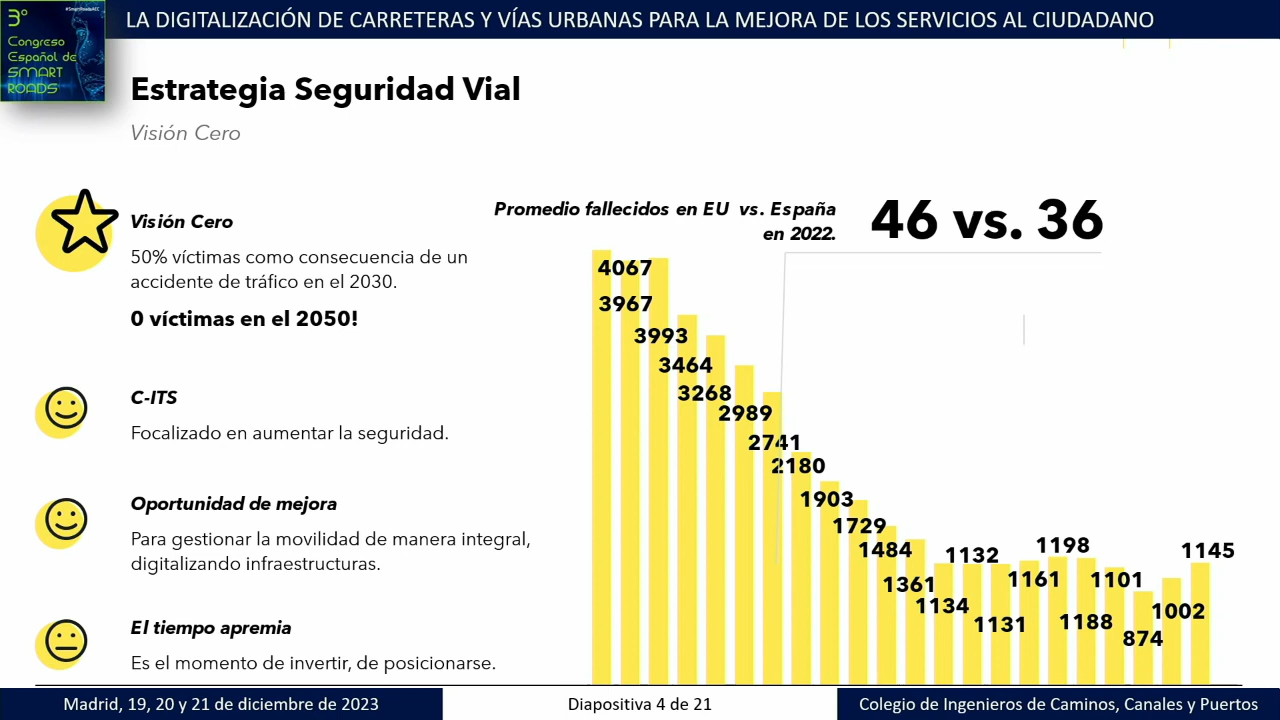 3º
#SmartRoadsAEC
Congreso
Español de
SMART
ROADS
LA DIGITALIZACIÓN DE CARRETERAS Y VÍAS URBANAS PARA LA MEJORA DE LOS SERVICIOS AL CIUDADANO
Estrategia Seguridad Vial
Visión Cero
Visión Cero
50% víctimas como consecuencia de un
accidente de tráfico en el 2030.
0 víctimas en el 2050!
C-ITS
Focalizado en aumentar la seguridad.
Oportunidad de mejora
Para gestionar la movilidad de manera integral,
digitalizando infraestructuras.
El tiempo apremia
Es el momento de invertir, de posicionarse.
Promedio fallecidos en EU vs. España
en 2022.
46 vs. 36
4067
3967
3993
3464
3268
2989
2741
2180
1903
1729
1484
1361
1134
1132
1131
1161
1198
1188
1101
874
1002
1145
Madrid, 19, 20 y 21 de diciembre de 2023
Diapositiva 4 de 21
Colegio de Ingenieros de Caminos, Canales y Puertos